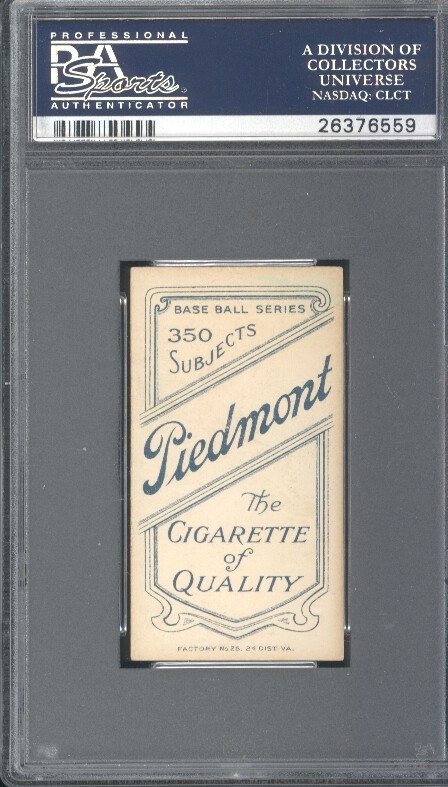 PROFESSIONAL
PSA
Sports
AUTHENTICATOR
A DIVISION OF
COLLECTORS
UNIVERSE
NASDAQ: CLCT
26376559
BASE BALL SERIES
350
SUBJECTS
Piedmont
The
CIGARETTE
of
QUALITY
FACTORY No 25, 2d DIST. VA.